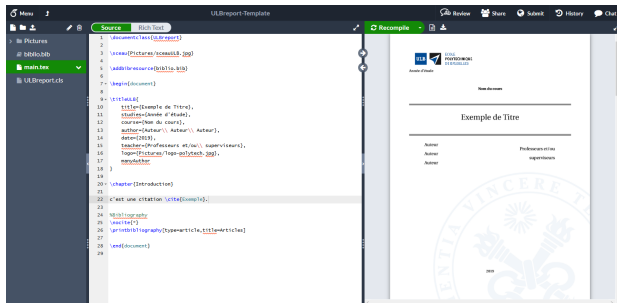 Menu
ULBreport-Template
Review
Share
Submit
History
Chat
Source
Rich Text
Recompile
Pictures
biblio.bib
main.tex
ULBreport.cls
1 \documentclass{ULBreport}
2
3 \sceau{Pictures/sceauULB.jpg}
4
5 \addbibresource{biblio.bib}
6
7 \begin{document}
8
9 \titleULB{
10 title={Exemple de Titre},
11 studies={Année d'étude},
12 course={Nom du cours},
13 author={Auteur\\ Auteur\\ Auteur},
14 date={2019},
15 teacher={Professeurs et/ou\\ superviseurs},
16 logo={Pictures/logo-polytech.jpg},
17 manyAuthor
18 }
19
20 \chapter{Introduction}
21
22 c'est une citation \cite{Exemple}.
23
24 %Bibliography
25 \nocite{*}
26 \printbibliography[type=article,title=Articles]
27
28 \end{document}
29
ULB
ÉCOLE
POLYTECHNIQUE
DE BRUXELLES
Année d'étude
Nom du cours
Exemple de Titre
Auteur
Auteur
Auteur
Professeurs et/ou
superviseurs
VINCERE
ENTIA
2019